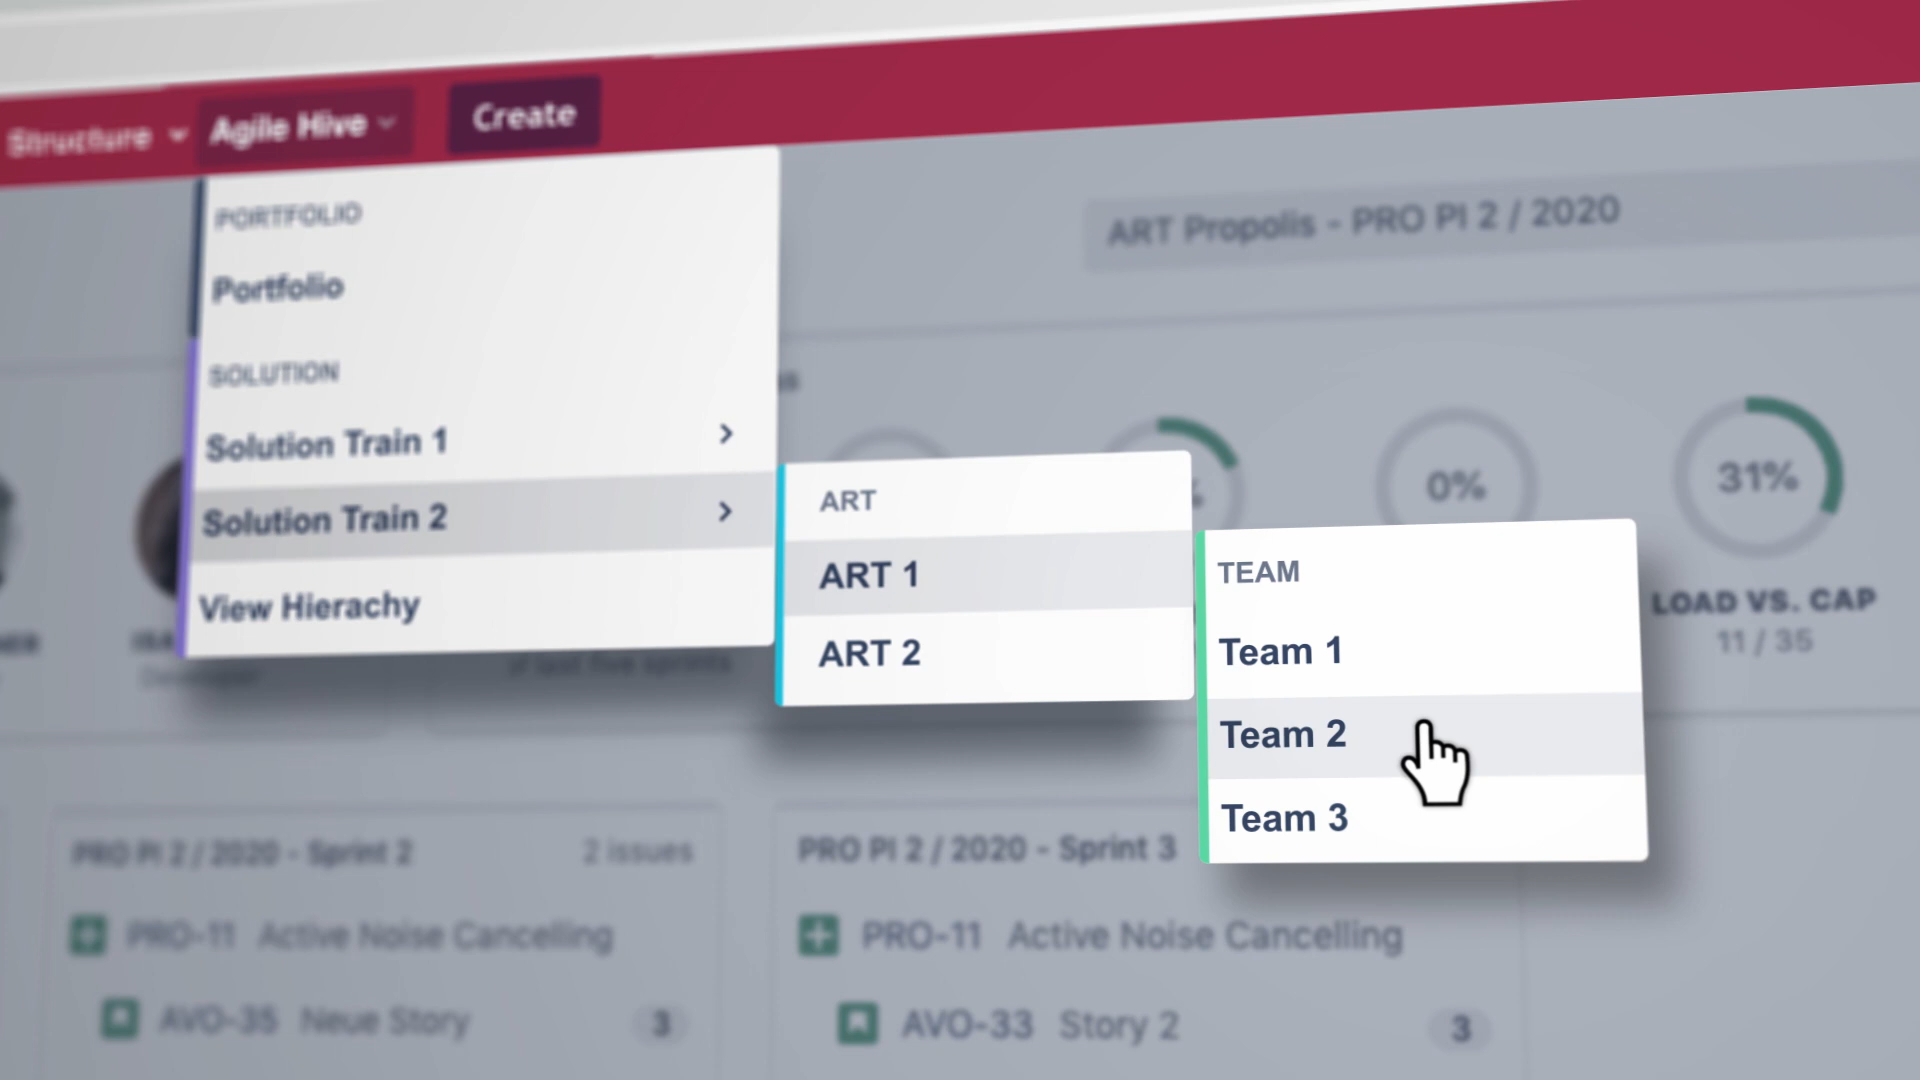 Structure
Agile Hive
Create
PORTFOLIO
Portfolio
SOLUTION
Solution Train 1
Solution Train 2
View Hierachy
ART Propolis - PRO PI 2 / 2020
ART
ART 1
ART 2
TEAM
Team 1
Team 2
Team 3
0%
31%
LOAD VS. CAP
11 / 35
last five sprints
PRO PI 2 / 2020 - Sprint 2
2 issues
PRO-11 Active Noise Cancelling
AVO-35 Neue Story
3
PRO PI 2 / 2020 - Sprint 3
PRO-11 Active Noise Cancelling
AVO-33 Story 2
3